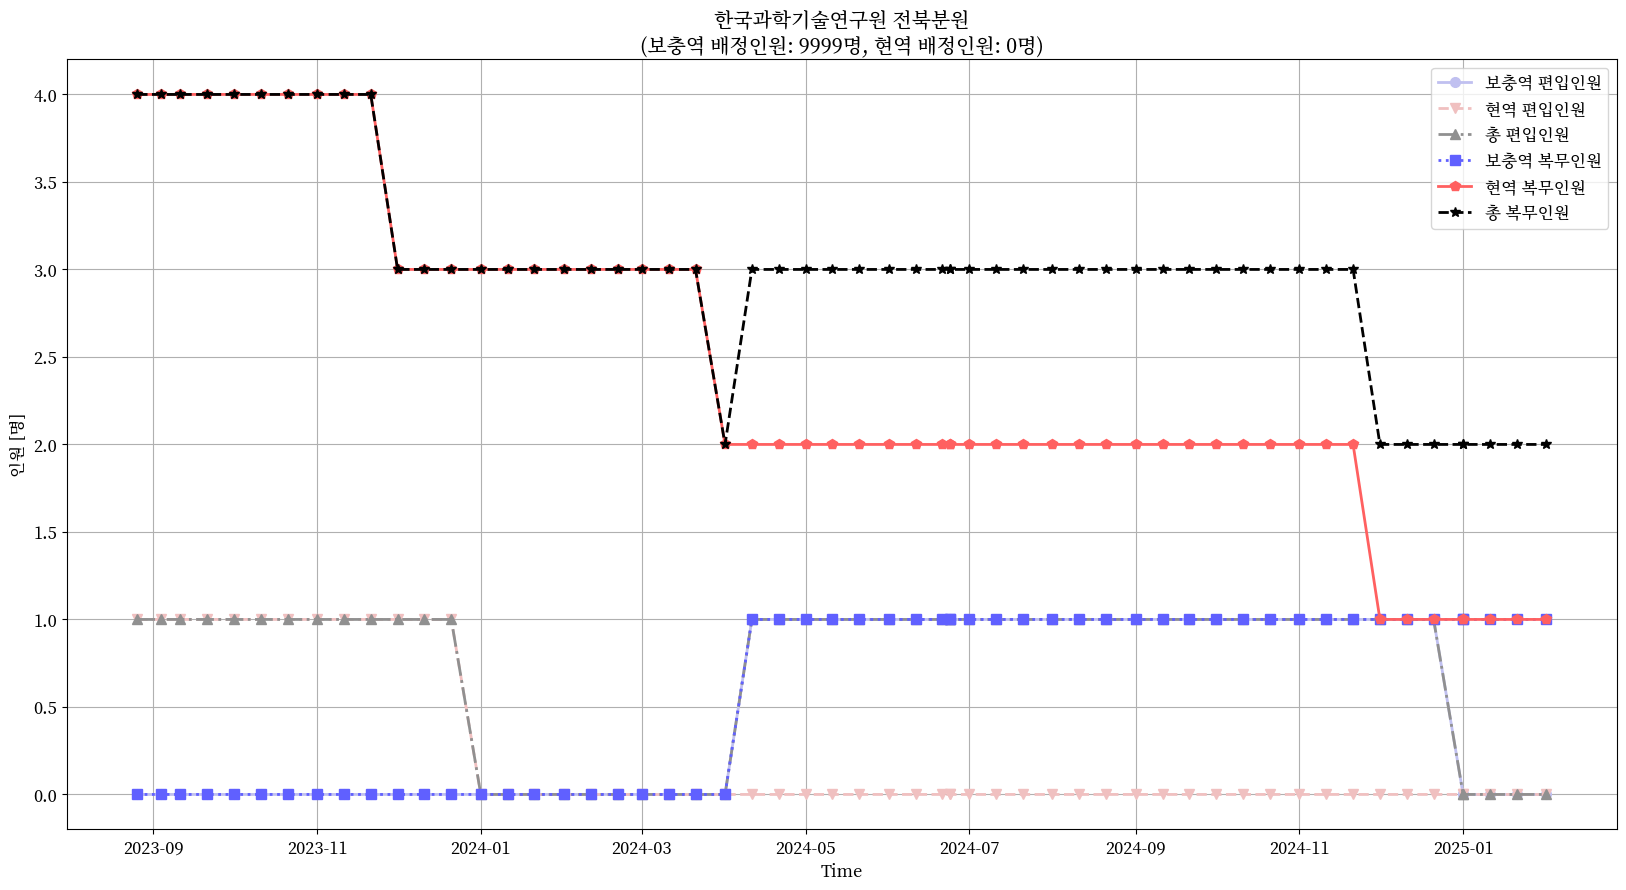 한국과학기술연구원 전북분원
(보충역 배정인원: 9999명, 현역 배정인원: 0명)
보충역 편입인원
현역 편입인원
총 편입인원
보충역 복무인원
현역 복무인원
총 복무인원
인원 [명]
4.0
3.5
3.0
2.5
2.0
1.5
1.0
0.5
0.0
2023-09
2023-11
2024-01
2024-03
2024-05
2024-07
2024-09
2024-11
2025-01
Time